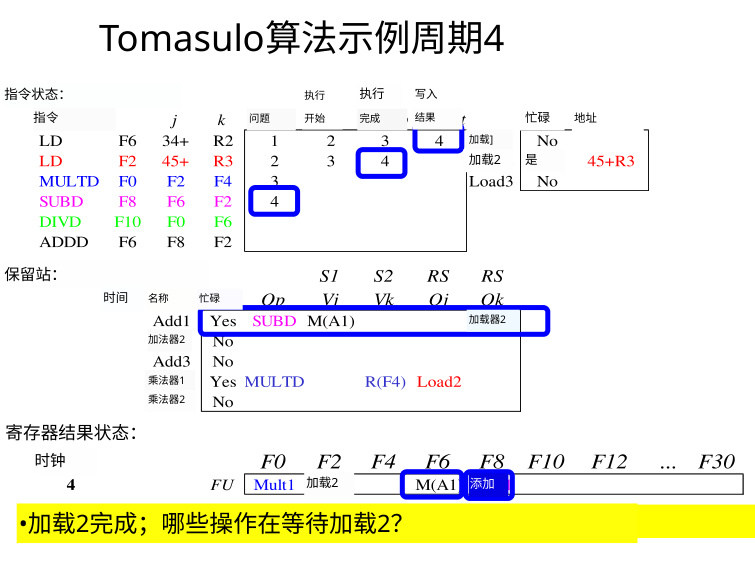 Tomasulo算法示例周期4
指令状态： 执行 执行 写入
指令 j k 问题 开始 完成 结果 忙碌 地址
LD F6 34+ R2 1 2 3 4 加载] No
LD F2 45+ R3 2 3 4 加载2 是 45+R3
MULTD F0 F2 F4 3 Load3 No
SUBD F8 F6 F2 4
DIVD F10 F0 F6
ADDD F6 F8 F2
保留站： S1 S2 RS RS
时间 名称 忙碌 Op Vj Vk Qj Qk
Add1 Yes SUBD M(A1) 加载器2
加法器2 No
Add3 No
乘法器1 Yes MULTD R(F4) Load2
乘法器2 No
寄存器结果状态：
时钟 F0 F2 F4 F6 F8 F10 F12 ... F30
4 FU Mult1 加载2 M(A1 添加
•加载2完成；哪些操作在等待加载2？